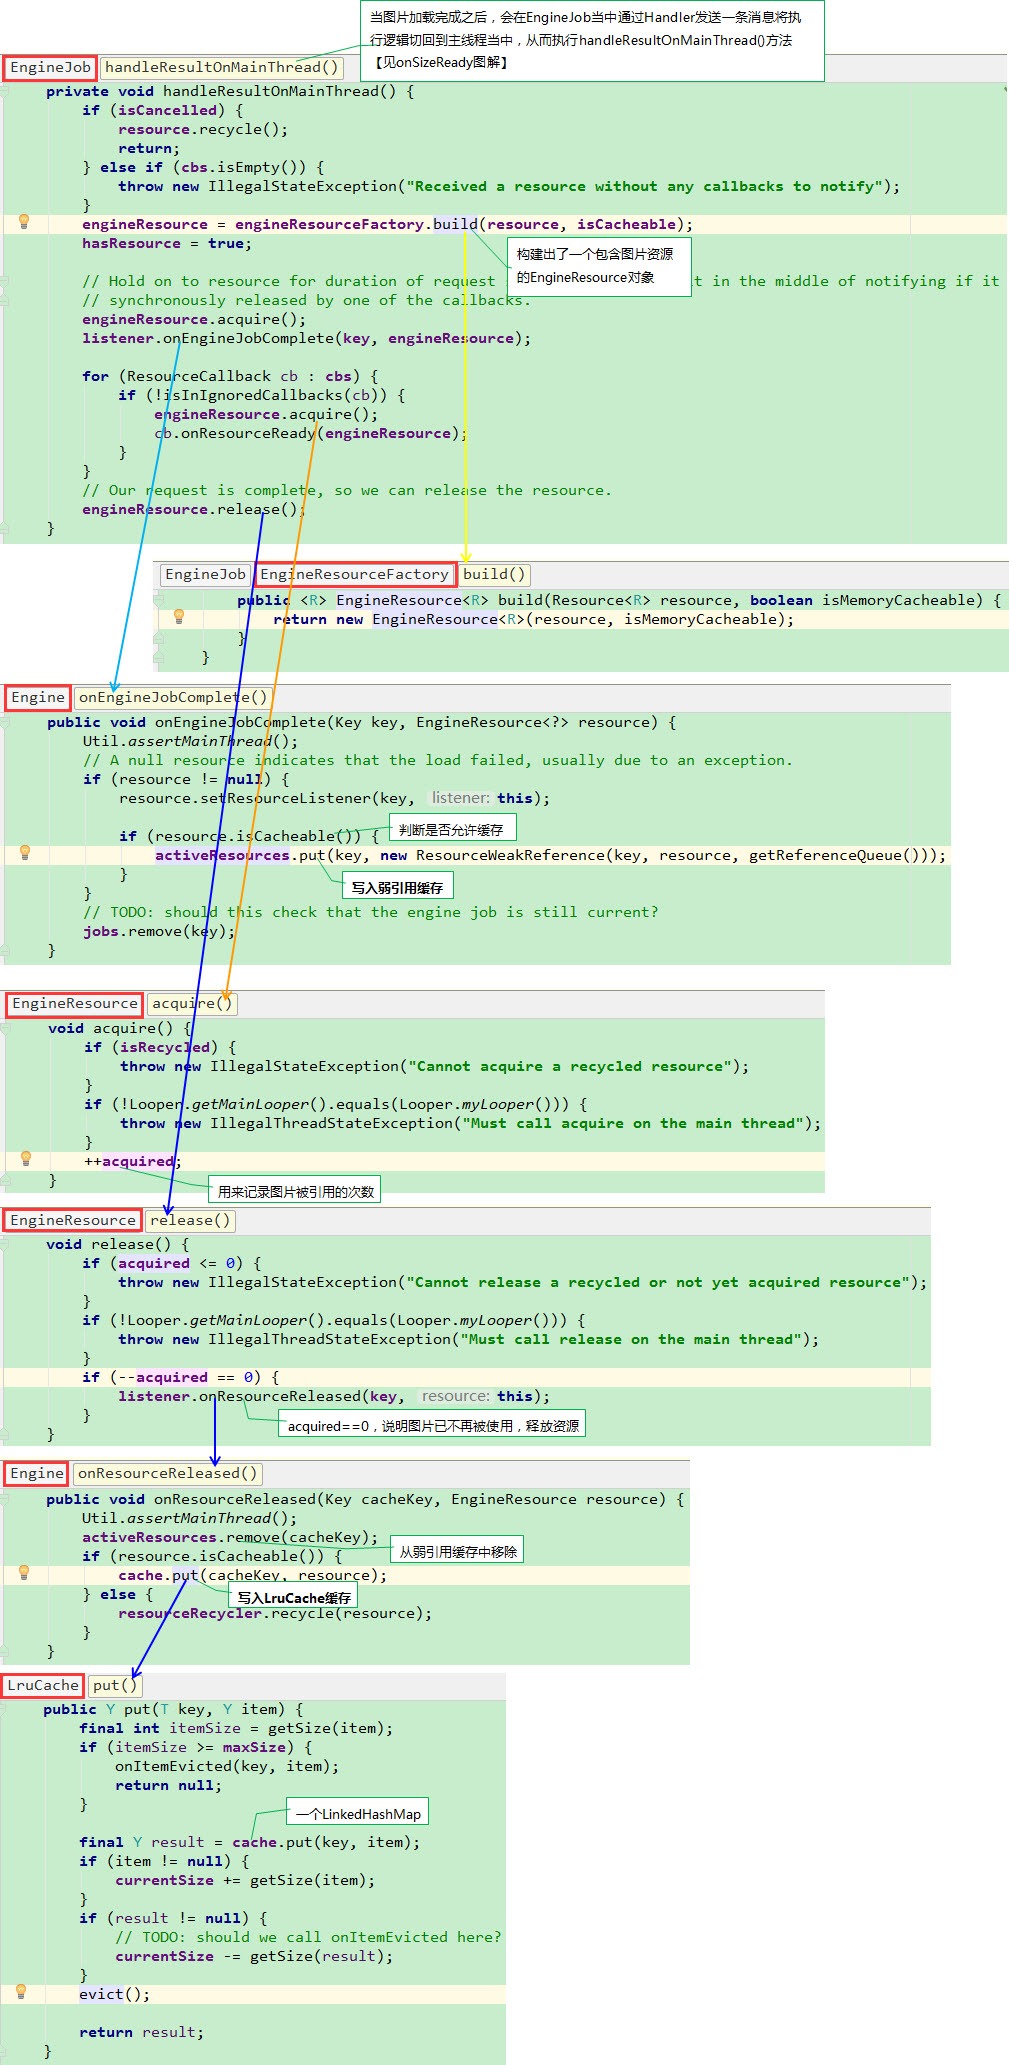 当图片加载完成之后，会在EngineJob当中通过Handler发送一条消息将执
行逻辑切回到主线程当中，从而执行handleResultOnMainThread()方法
【见onSizeReady图解】
EngineJob handleResultOnMainThread()
private void handleResultOnMainThread() {
if (isCancelled) {
resource.recycle();
return;
} else if (cbs.isEmpty()) {
throw new IllegalStateException("Received a resource without any callbacks to notify");
}
engineResource = engineResourceFactory.build(resource, isCacheable);
hasResource = true;
构建出了一个包含图片资源
的EngineResource对象
// Hold on to resource for duration of request s t in the middle of notifying if it
// synchronously released by one of the callbacks.
engineResource.acquire();
listener.onEngineJobComplete(key, engineResource);
for (ResourceCallback cb : cbs) {
if (!isInIgnoredCallbacks(cb)) {
engineResource.acquire();
cb.onResourceReady(engineResource);
}
}
// Our request is complete, so we can release the resource.
engineResource.release();
}
EngineJob EngineResourceFactory build()
public <R> EngineResource<R> build(Resource<R> resource, boolean isMemoryCacheable) {
return new EngineResource<R>(resource, isMemoryCacheable);
}
}
Engine onEngineJobComplete()
public void onEngineJobComplete(Key key, EngineResource<?> resource) {
Util.assertMainThread();
// A null resource indicates that the load failed, usually due to an exception.
if (resource != null) {
resource.setResourceListener(key, listener: this);
if (resource.isCacheable()) {
判断是否允许缓存
activeResources.put(key, new ResourceWeakReference(key, resource, getReferenceQueue()));
}
写入弱引用缓存
}
// TODO: should this check that the engine job is still current?
jobs.remove(key);
}
EngineResource acquire()
void acquire() {
if (isRecycled) {
throw new IllegalStateException("Cannot acquire a recycled resource");
}
if (!Looper.getMainLooper().equals(Looper.myLooper())) {
throw new IllegalThreadStateException("Must call acquire on the main thread");
}
++acquired;
}
用来记录图片被引用的次数
EngineResource release()
void release() {
if (acquired <= 0) {
throw new IllegalStateException("Cannot release a recycled or not yet acquired resource");
}
if (!Looper.getMainLooper().equals(Looper.myLooper())) {
throw new IllegalThreadStateException("Must call release on the main thread");
}
if (--acquired == 0) {
listener.onResourceReleased(key, resource: this);
}
acquired==0，说明图片已不再被使用，释放资源
}
Engine onResourceReleased()
public void onResourceReleased(Key cacheKey, EngineResource resource) {
Util.assertMainThread();
activeResources.remove(cacheKey);
从弱引用缓存中移除
if (resource.isCacheable()) {
cache.put(cacheKey, resource);
} else {
写入LruCache缓存
resourceRecycler.recycle(resource);
}
}
LruCache put()
public Y put(T key, Y item) {
final int itemSize = getSize(item);
if (itemSize >= maxSize) {
onItemEvicted(key, item);
return null;
}
一个LinkedHashMap
final Y result = cache.put(key, item);
if (item != null) {
currentSize += getSize(item);
}
if (result != null) {
// TODO: should we call onItemEvicted here?
currentSize -= getSize(result);
}
evict();
return result;
}